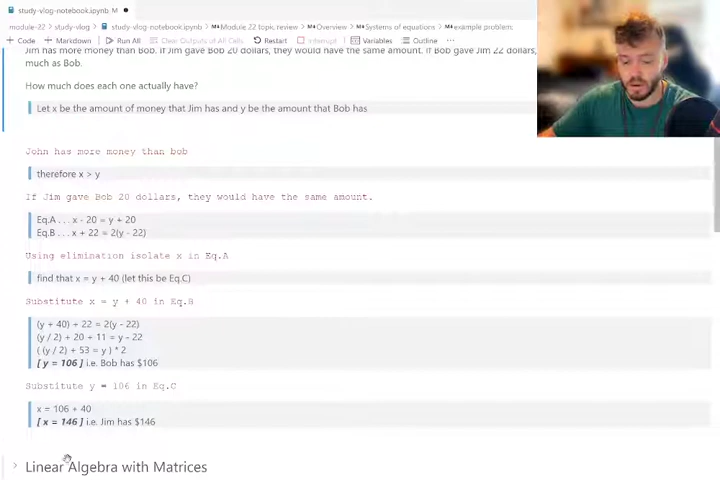 study-vlog-notebook.ipynb M
module-22 > study-vlog > study-vlog-notebook.ipynb > Module 22 topic review > Overview > Systems of equations > example problem:
+ Code + Markdown Run All Clear Outputs of All Cells Restart Interrupt Variables Outline ...
Jim has more money than Bob. If Jim gave Bob 20 dollars, they would have the same amount. If Bob gave Jim 22 dollars,
much as Bob.
How much does each one actually have?
Let x be the amount of money that Jim has and y be the amount that Bob has
John has more money than bob
therefore x > y
If Jim gave Bob 20 dollars, they would have the same amount.
Eq.A . . . x - 20 = y + 20
Eq.B . . . x + 22 = 2(y - 22)
Using elimination isolate x in Eq.A
find that x = y + 40 (let this be Eq.C)
Substitute x = y + 40 in Eq.B
(y + 40) + 22 = 2(y - 22)
(y / 2) + 20 + 11 = y - 22
( (y / 2) + 53 = y ) * 2
[ y = 106 ] i.e. Bob has $106
Substitute y = 106 in Eq.C
x = 106 + 40
[ x = 146 ] i.e. Jim has $146
Linear Algebra with Matrices